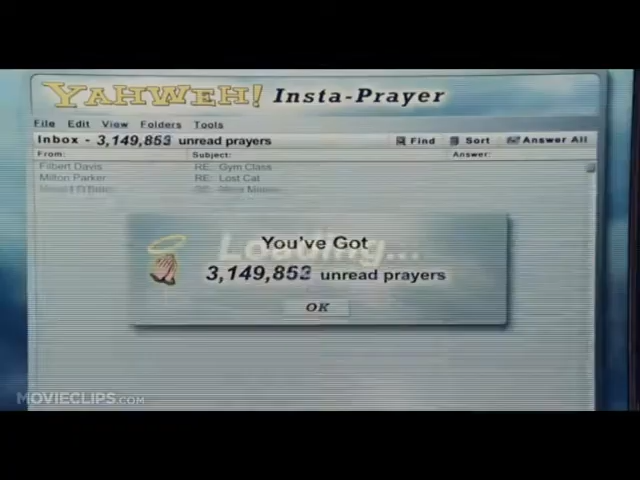 YAHWEH! Insta-Prayer
File Edit View Folders Tools
Inbox - 3,149,853 unread prayers Find Sort Answer All
From: Subject: Answer:
Filbert Davis RE: Gym Class
Milton Parker RE: Lost Cat
RE:
Loading...
You've Got
3,149,853 unread prayers
OK
MOVIECLIPS.COM